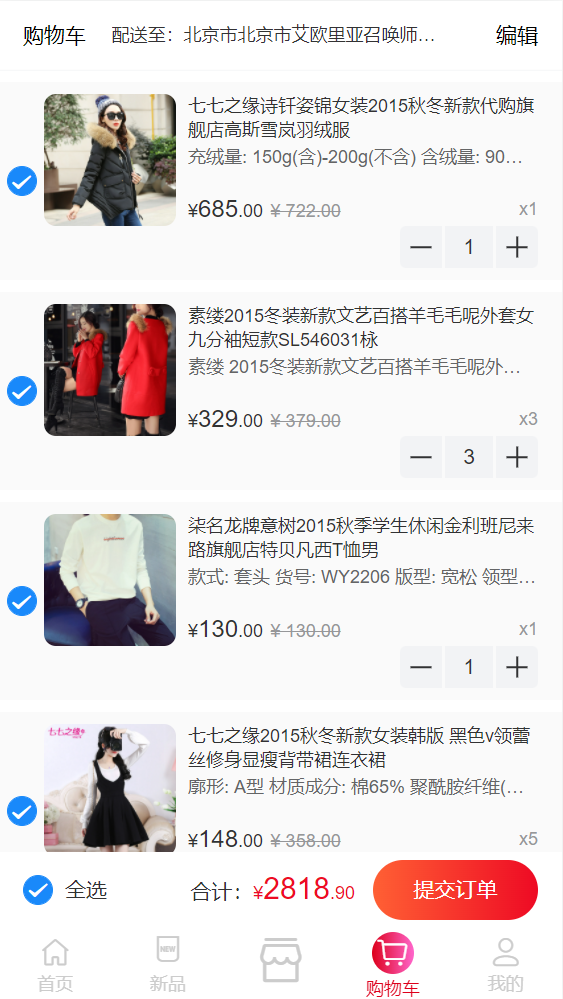 购物车 配送至：北京市北京市艾欧里亚召唤师… 编辑
七七之缘诗钎姿锦女装2015秋冬新款代购旗
舰店高斯雪岚羽绒服
充绒量: 150g(含)-200g(不含) 含绒量: 90…
¥685.00 ¥ 722.00 x1
1
素缕2015冬装新款文艺百搭羊毛毛呢外套女
九分袖短款SL546031栐
素缕 2015冬装新款文艺百搭羊毛毛呢外…
¥329.00 ¥ 379.00 x3
3
柒名龙牌意树2015秋季学生休闲金利班尼来
路旗舰店特贝凡西T恤男
款式: 套头 货号: WY2206 版型: 宽松 领型…
¥130.00 ¥ 130.00 x1
1
七七之缘
七七之缘2015秋冬新款女装韩版 黑色v领蕾
丝修身显瘦背带裙连衣裙
廓形: A型 材质成分: 棉65% 聚酰胺纤维(…
¥148.00 ¥ 358.00 x5
全选 合计：¥2818.90 提交订单
NEW
首页 新品 购物车 我的